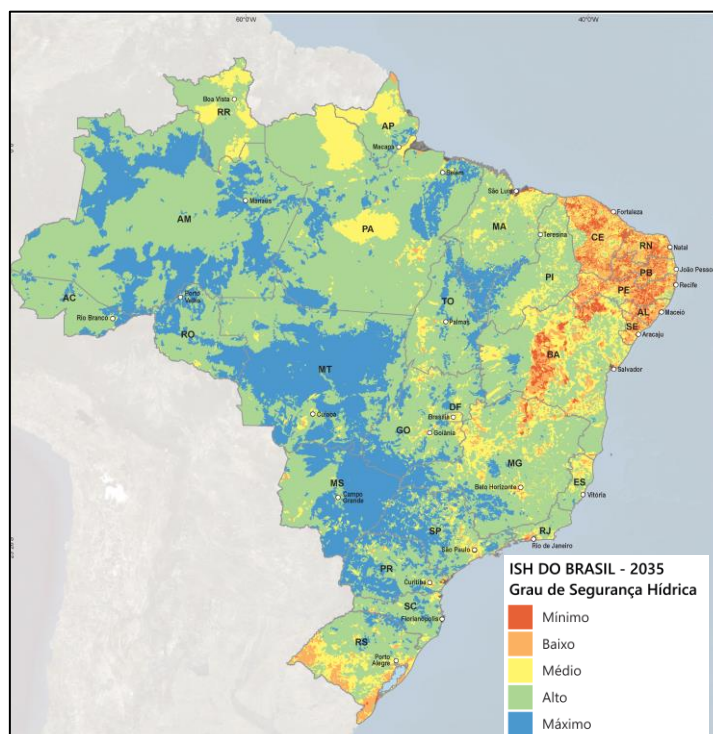 60°0'W
40°0'W
Boa Vista
RR
AP
Macapá
Belém
São Luís
Manaus
Fortaleza
AM
PA
MA
Teresina
CE
RN
Natal
PB
João Pessoa
PI
PE
Recife
AC
Porto
Velho
TO
AL
Maceió
Rio Branco
Palmas
SE
Aracaju
RO
BA
MT
Salvador
DF
Cuiabá
Brasília
GO
Goiânia
MG
MS
Belo Horizonte
ES
Campo
Grande
Vitória
SP
RJ
São Paulo
Rio de Janeiro
PR
Curitiba
SC
Florianópolis
RS
Porto
Alegre
ISH DO BRASIL - 2035
Grau de Segurança Hídrica
Mínimo
Baixo
Médio
Alto
Máximo